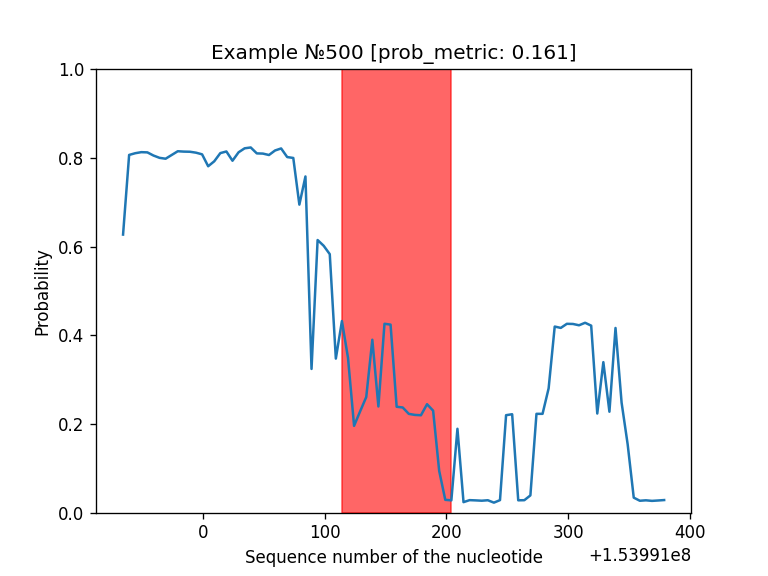 Example №500 [prob_metric: 0.161]
1.0
0.8
0.6
0.4
0.2
0.0
Probability
0 100 200 300 400
Sequence number of the nucleotide
+1.53991e8